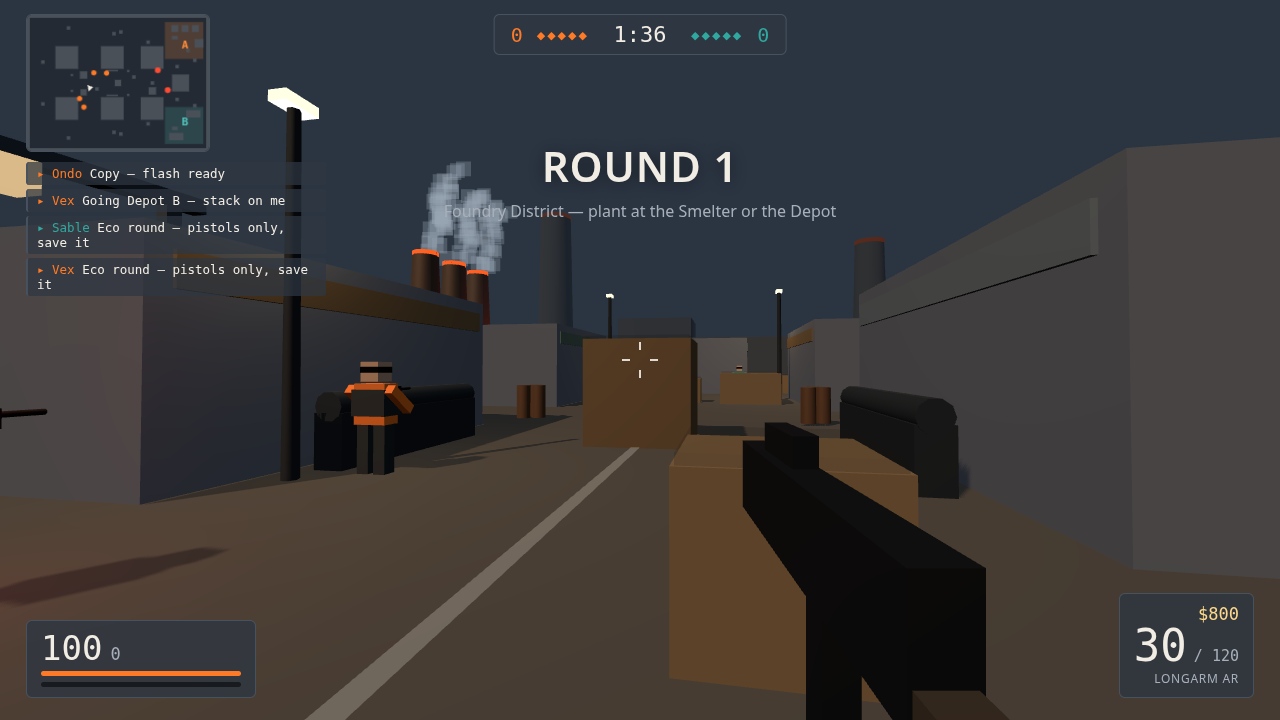 0 ◆◆◆◆◆ 1:36 ◆◆◆◆◆ 0
A
B
▸ Ondo Copy — flash ready
▸ Vex Going Depot B — stack on me
▸ Sable Eco round — pistols only,
save it
▸ Vex Eco round — pistols only, save
it
ROUND 1
Foundry District — plant at the Smelter or the Depot
100 0
$800
30 / 120
LONGARM AR